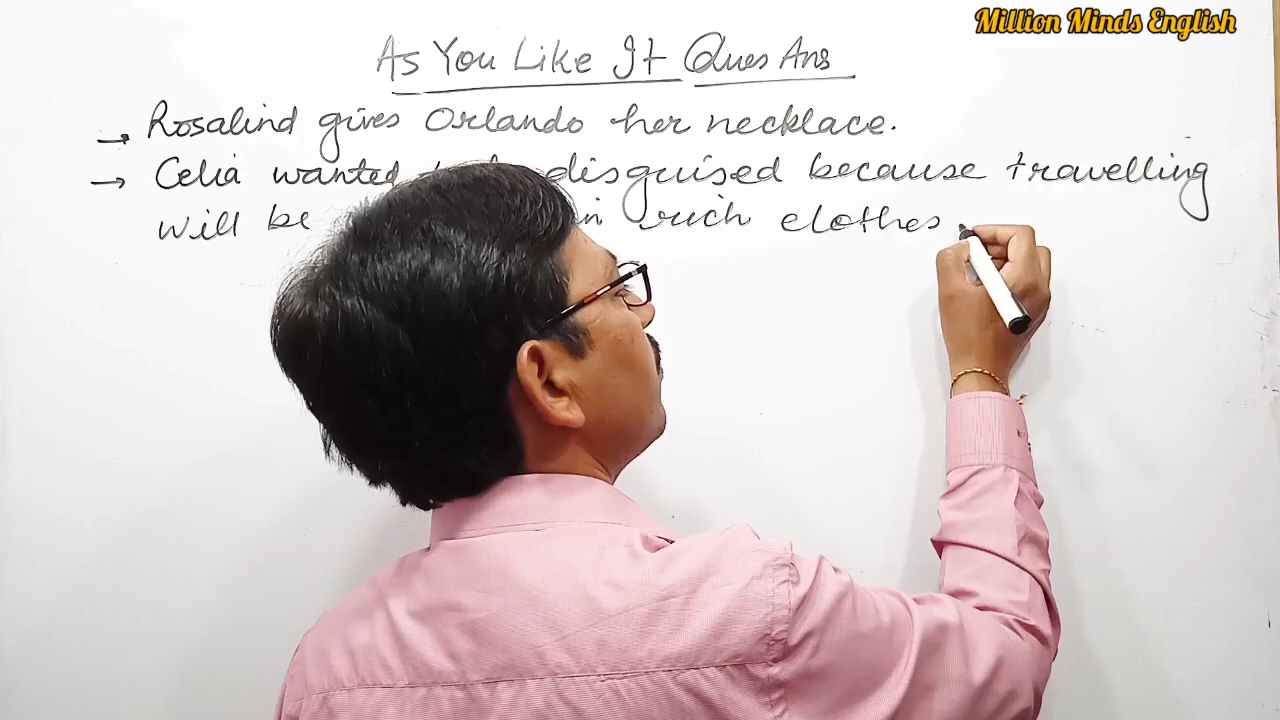 Million Minds English
As You Like It Ques Ans
→ Rosalind gives Orlando her necklace.
→ Celia wanted disguised because travelling
will be in rich clothes